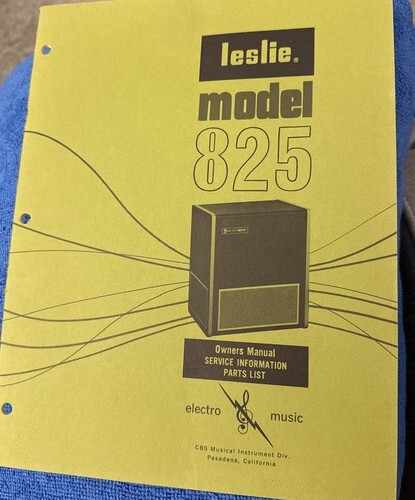 leslie®
model
825
Owners Manual
SERVICE INFORMATION
PARTS LIST
electro music
CBS Musical Instrument Div.
Pasadena, California